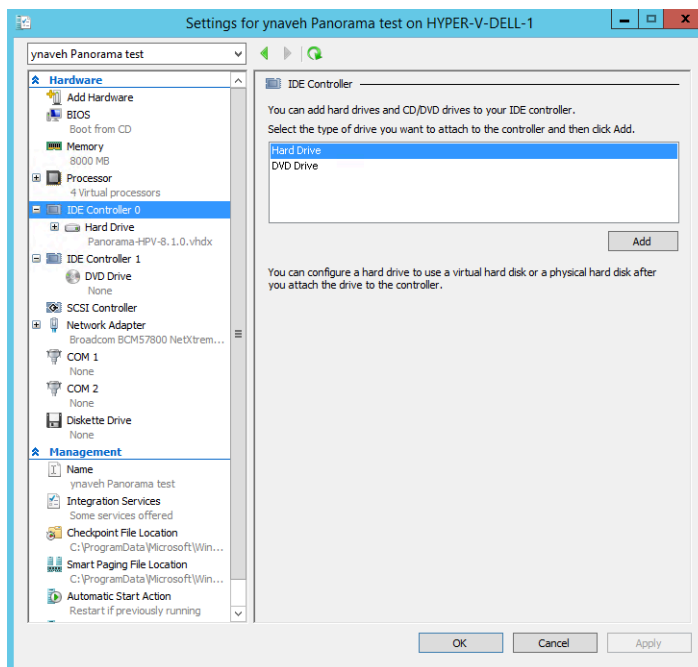 Settings for ynaveh Panorama test on HYPER-V-DELL-1
ynaveh Panorama test
Hardware
Add Hardware
BIOS
Boot from CD
Memory
8000 MB
Processor
4 Virtual processors
IDE Controller 0
Hard Drive
Panorama-HPV-8.1.0.vhdx
IDE Controller 1
DVD Drive
None
SCSI Controller
Network Adapter
Broadcom BCM57800 NetXtrem...
COM 1
None
COM 2
None
Diskette Drive
None
Management
Name
ynaveh Panorama test
Integration Services
Some services offered
Checkpoint File Location
C:\ProgramData\Microsoft\Win...
Smart Paging File Location
C:\ProgramData\Microsoft\Win...
Automatic Start Action
Restart if previously running
IDE Controller
You can add hard drives and CD/DVD drives to your IDE controller.
Select the type of drive you want to attach to the controller and then click Add.
Hard Drive
DVD Drive
Add
You can configure a hard drive to use a virtual hard disk or a physical hard disk after
you attach the drive to the controller.
OK
Cancel
Apply